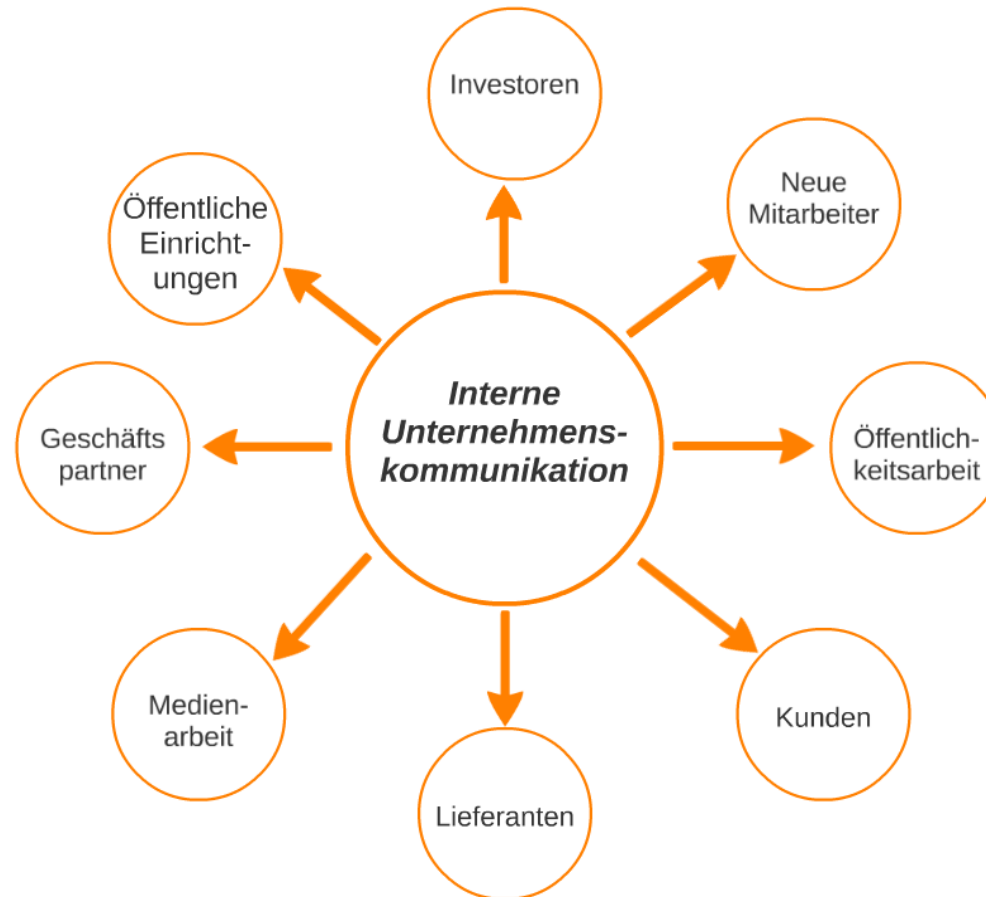 Investoren
Neue
Mitarbeiter
Öffentliche
Einricht-
ungen
Interne
Unternehmens-
kommunikation
Geschäfts
partner
Öffentlich-
keitsarbeit
Medien-
arbeit
Kunden
Lieferanten